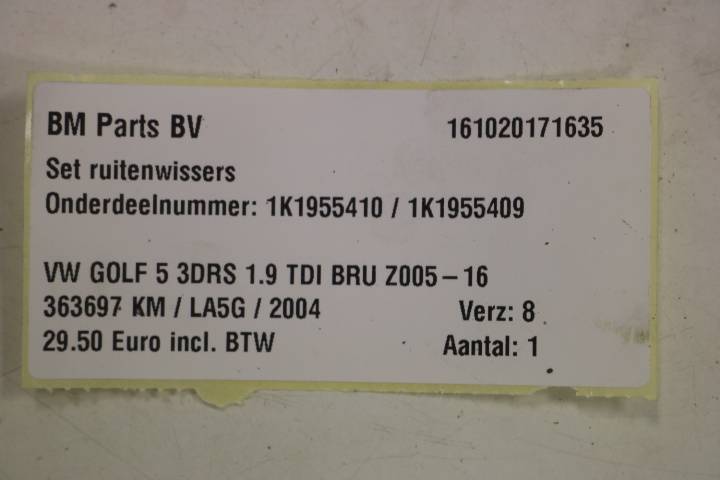 BM Parts BV 161020171635
Set ruitenwissers
Onderdeelnummer: 1K1955410 / 1K1955409
VW GOLF 5 3DRS 1.9 TDI BRU Z005-16
363697 KM / LA5G / 2004 Verz: 8
29.50 Euro incl. BTW Aantal: 1